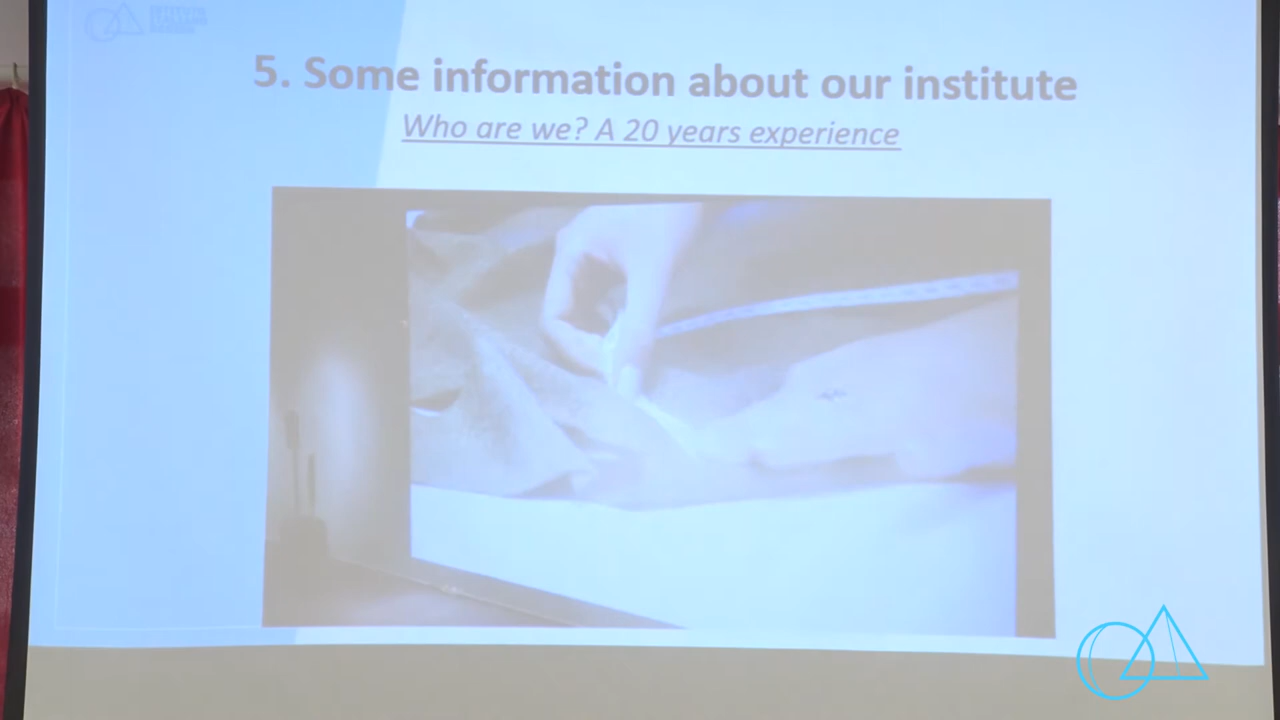 5. Some information about our institute
Who are we? A 20 years experience